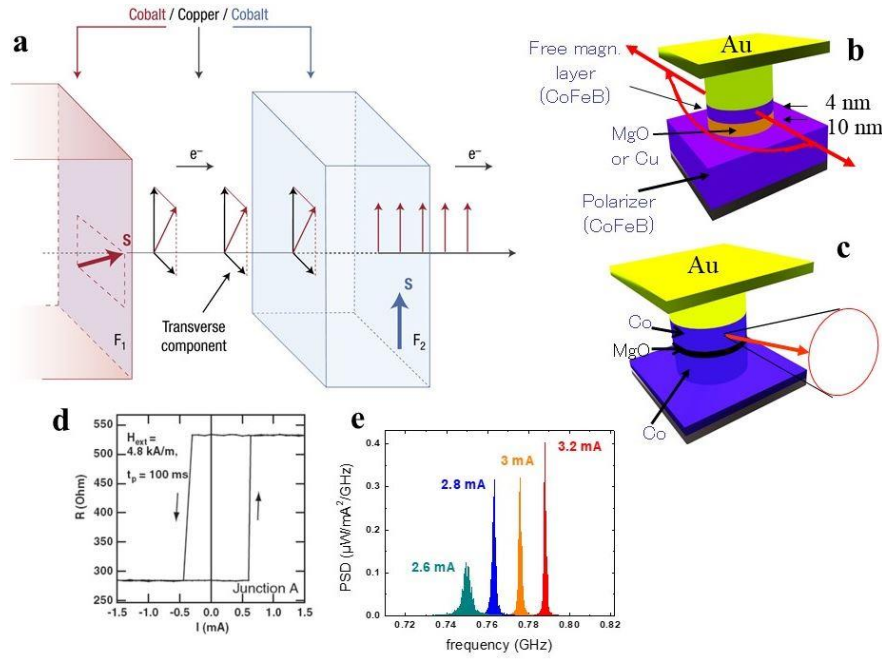 a
Cobalt / Copper / Cobalt
e⁻
e⁻
S
S
F₁
F₂
Transverse
component
b
Au
Free magn.
layer
(CoFeB)
4 nm
10 nm
MgO
or Cu
Polarizer
(CoFeB)
c
Au
Co
MgO
Co
d
R (Ohm)
550
500
450
400
350
300
250
Hext =
4.8 kA/m,
tp = 100 ms
Junction A
-1.5 -1.0 -0.5 0.0 0.5 1.0 1.5
I (mA)
e
PSD (µW/mA²/GHz)
0.4
0.3
0.2
0.1
0.0
3.2 mA
3 mA
2.8 mA
2.6 mA
0.72 0.74 0.76 0.78 0.80 0.82
frequency (GHz)